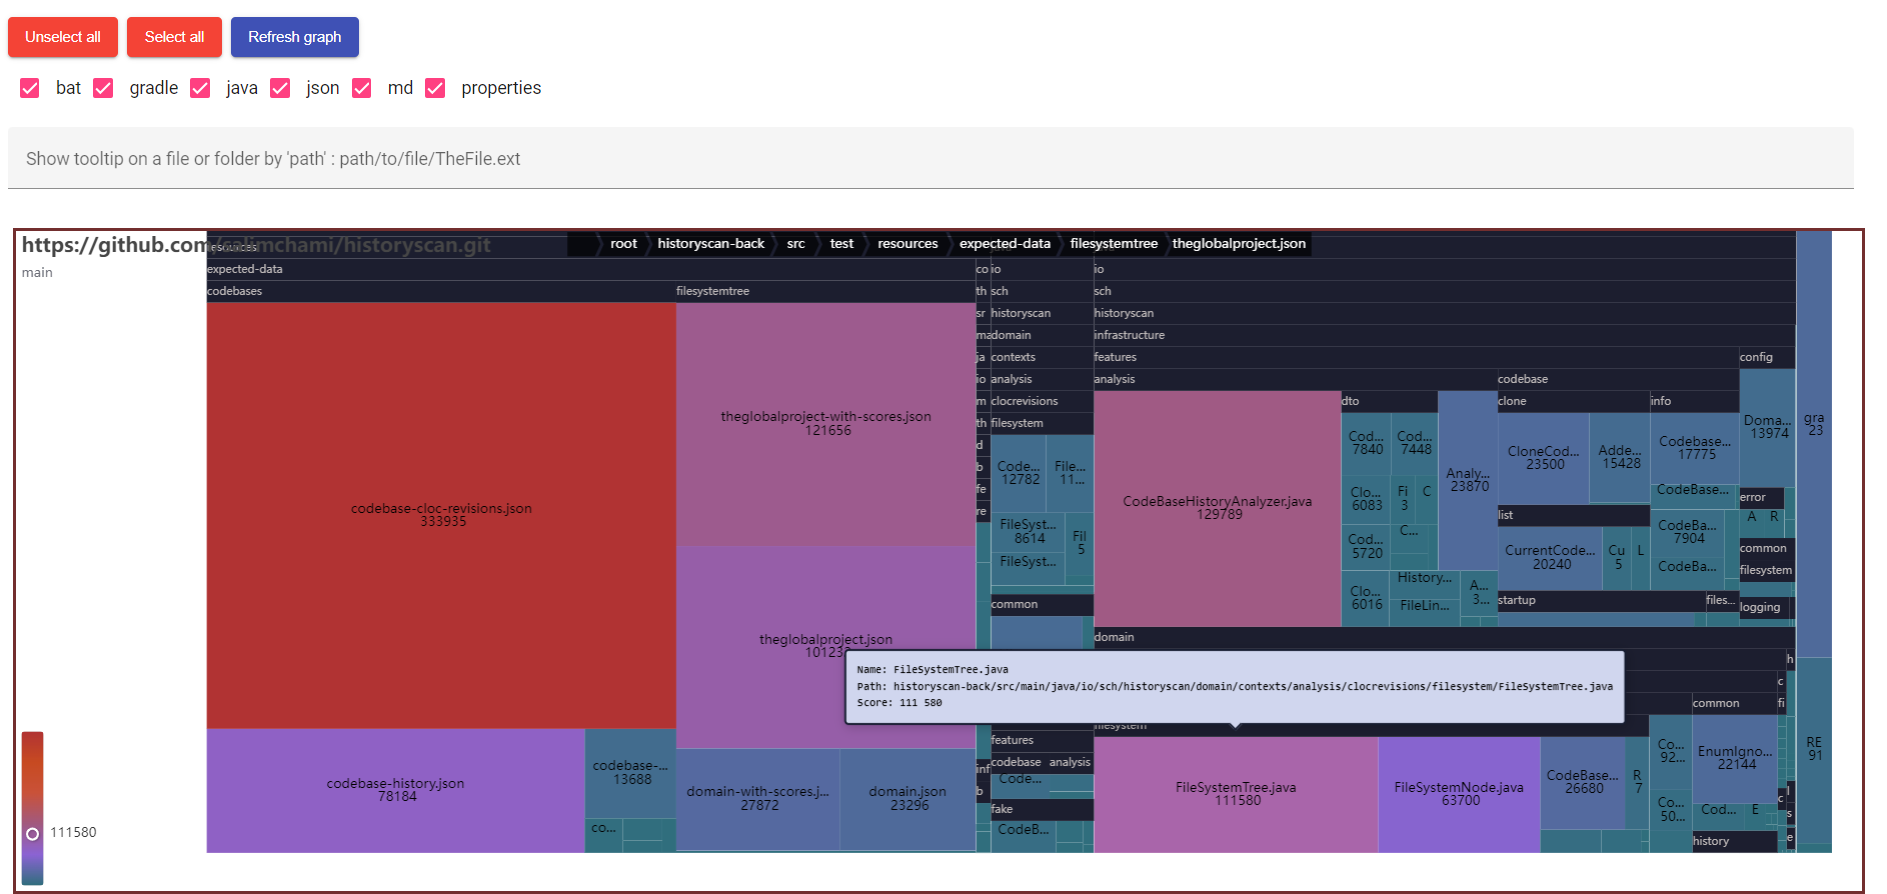 Unselect all Select all Refresh graph
bat gradle java json md properties
Show tooltip on a file or folder by 'path' : path/to/file/TheFile.ext
https://github.com/salimchami/historyscan.git
main
resources
root historyscan-back src test resources expected-data filesystemtree theglobalproject.json
expected-data
codebases
filesystemtree
codebase-cloc-revisions.json
333935
codebase-history.json
78184
codebase-...
13688
co...
theglobalproject-with-scores.json
121656
theglobalproject.json
domain-with-scores.j...
27872
domain.json
23296
co
th
sr
ma
ja
io
m
th
d
b
fe
re
inf
b
io
sch
historyscan
domain
contexts
analysis
clocrevisions
filesystem
Code...
12782
File...
11...
FileSyst...
8614
Fil
5
FileSyst...
common
features
codebase analysis
Code...
fake
CodeB...
io
sch
historyscan
infrastructure
features
analysis
CodeBaseHistoryAnalyzer.java
129789
dto
Cod...
7840
Cod...
7448
Clo...
6083
Fi
3
C
Cod...
5720
C...
Clo...
6016
History...
FileLin...
Analy...
23870
A...
3...
codebase
clone
CloneCod...
23500
Adde...
15428
list
CurrentCode...
20240
Cu
5
L
startup
files...
info
Codebase...
17775
CodeBase...
CodeBa...
7904
CodeBa...
config
Doma...
13974
error
A R
common
filesystem
logging
gra
23
domain
Name: FileSystemTree.java
Path: historyscan-back/src/main/java/io/sch/historyscan/domain/contexts/analysis/clocrevisions/filesystem/FileSystemTree.java
Score: 111 580
filesystem
FileSystemTree.java
111580
FileSystemNode.java
63700
CodeBase...
26680
R
7
Co...
92...
Co...
50...
common
EnumIgno...
22144
Cod...
E
history
h
c
fi
l
c
s
e
RE
91
111580